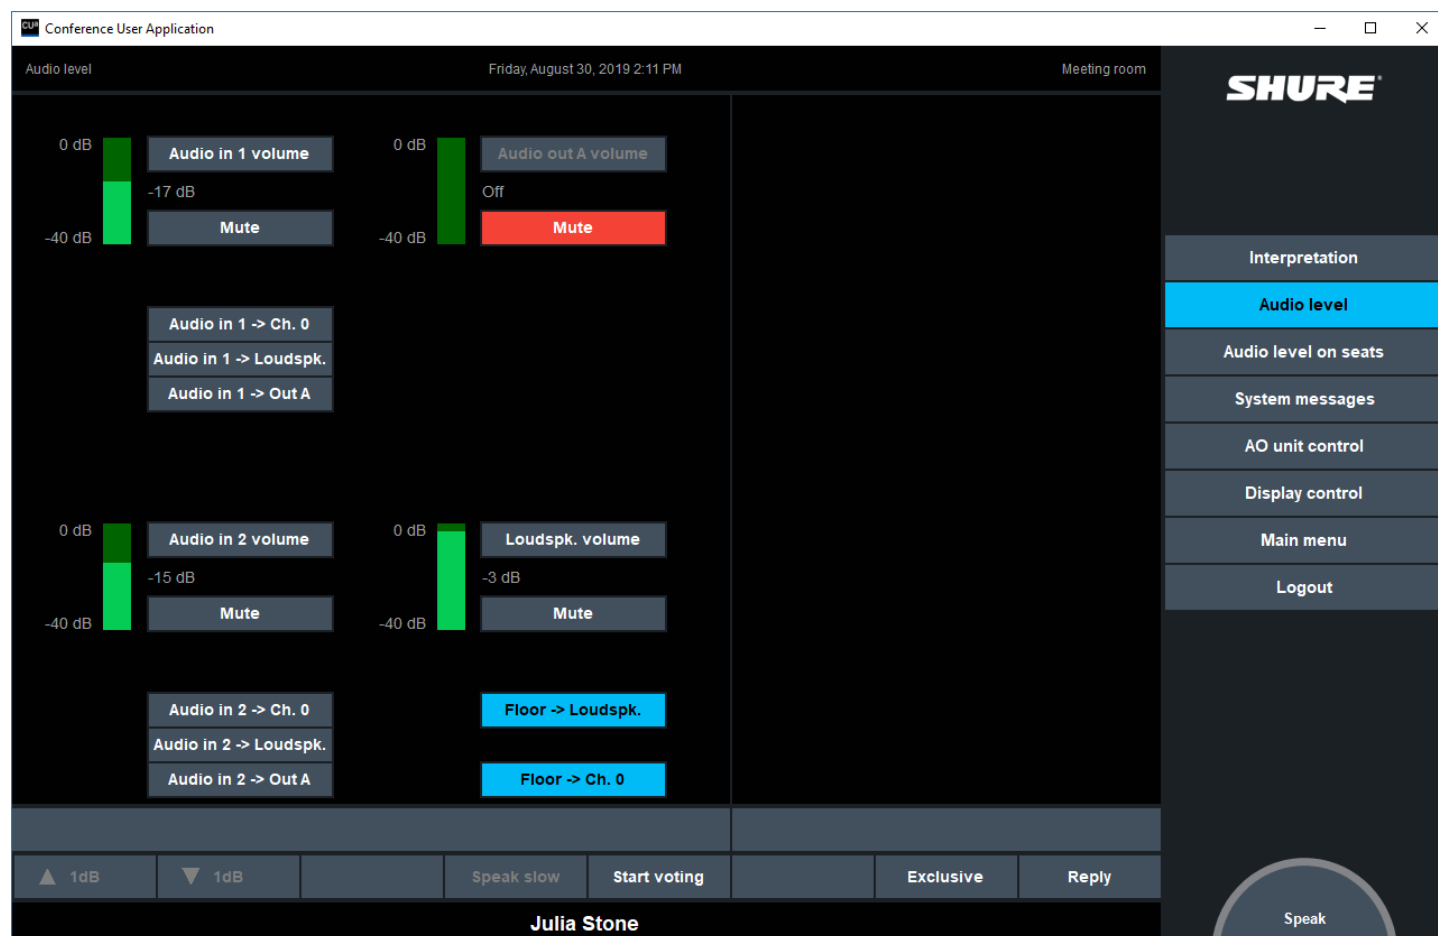 CUa Conference User Application
Audio level
Friday, August 30, 2019 2:11 PM
Meeting room
SHURE
0 dB
Audio in 1 volume
-17 dB
-40 dB
Mute
0 dB
Audio out A volume
Off
-40 dB
Mute
Audio in 1 -> Ch. 0
Audio in 1 -> Loudspk.
Audio in 1 -> Out A
0 dB
Audio in 2 volume
-15 dB
-40 dB
Mute
0 dB
Loudspk. volume
-3 dB
-40 dB
Mute
Audio in 2 -> Ch. 0
Audio in 2 -> Loudspk.
Audio in 2 -> Out A
Floor -> Loudspk.
Floor -> Ch. 0
Interpretation
Audio level
Audio level on seats
System messages
AO unit control
Display control
Main menu
Logout
▲ 1dB
▼ 1dB
Speak slow
Start voting
Exclusive
Reply
Julia Stone
Speak